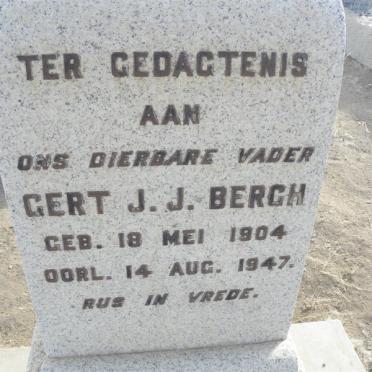 TER GEDAGTENIS
AAN
ONS DIERBARE VADER
GERT J. J. BERGH
GEB. 18 MEI 1904
OORL. 14 AUG. 1947.
RUS IN VREDE.